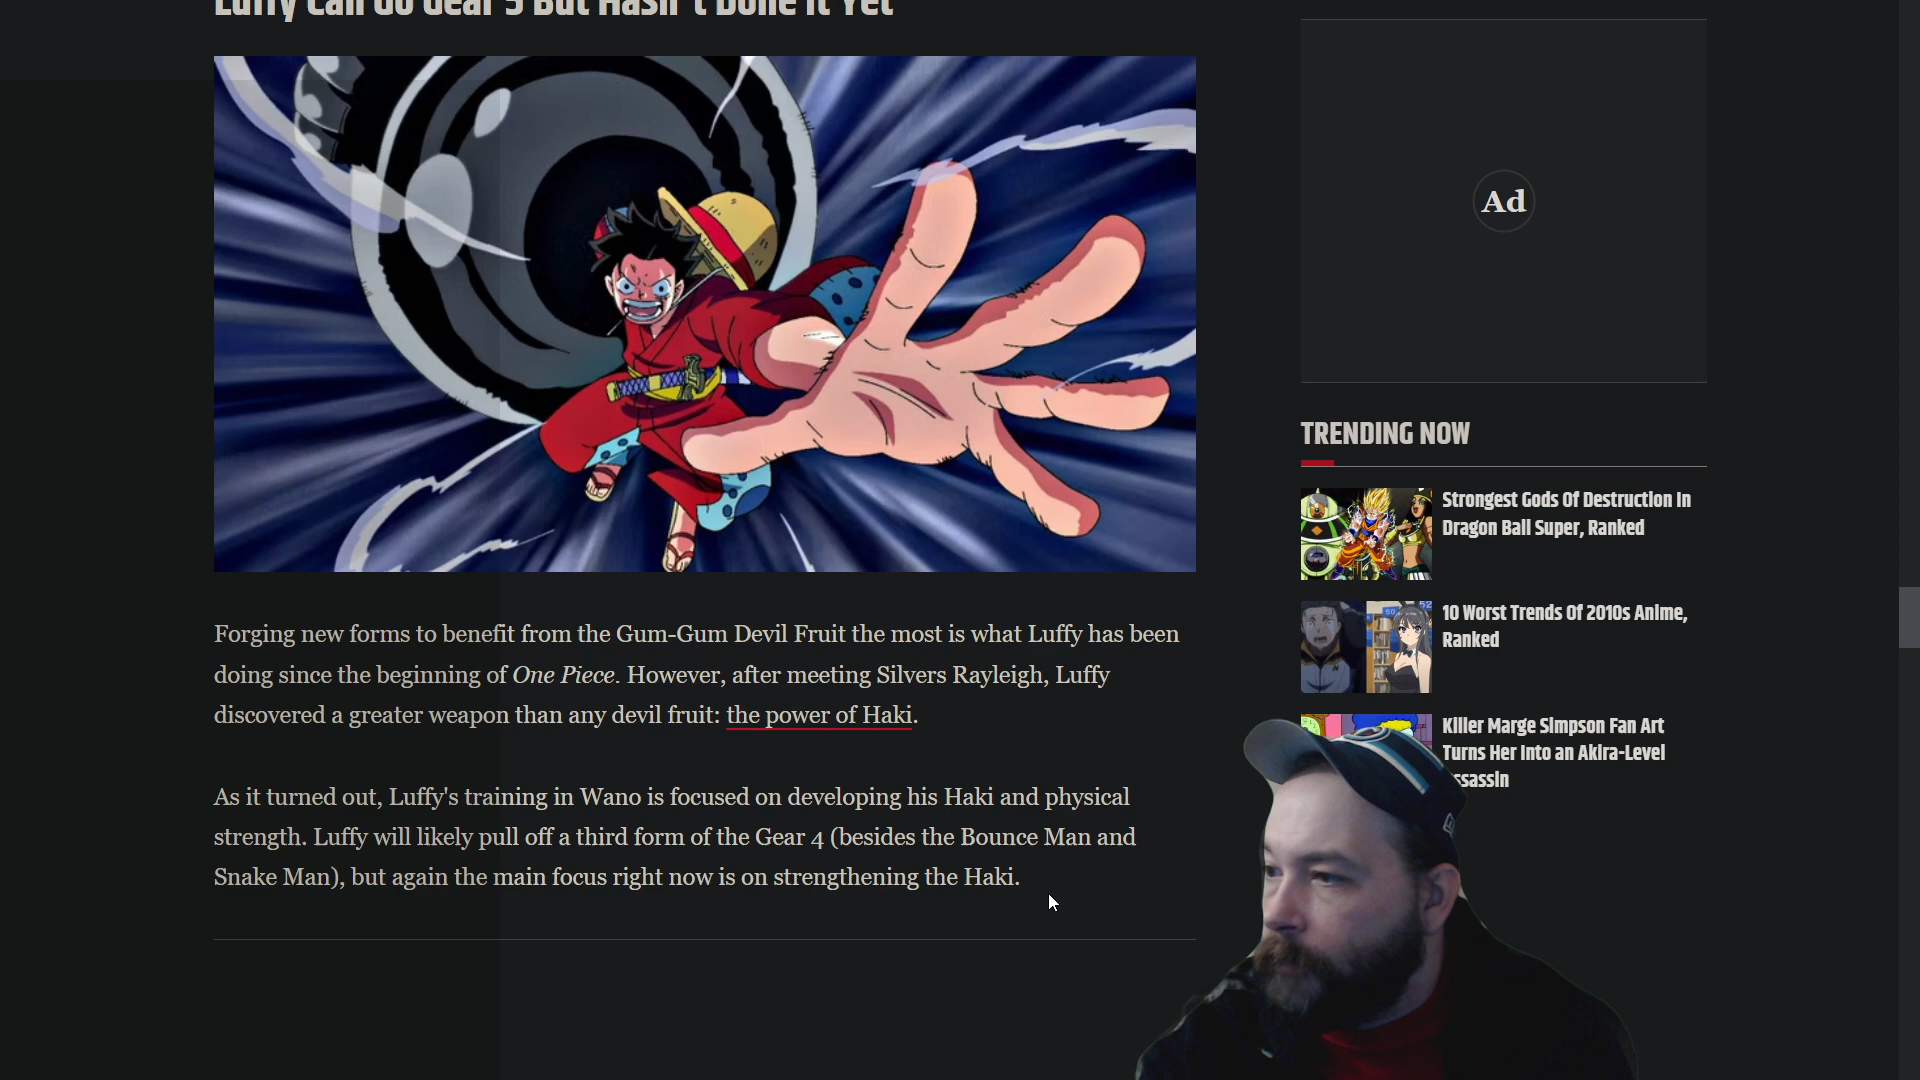 Luffy Can Go Gear 5 But Hasn't Done It Yet
Forging new forms to benefit from the Gum-Gum Devil Fruit the most is what Luffy has been
doing since the beginning of One Piece. However, after meeting Silvers Rayleigh, Luffy
discovered a greater weapon than any devil fruit: the power of Haki.
As it turned out, Luffy's training in Wano is focused on developing his Haki and physical
strength. Luffy will likely pull off a third form of the Gear 4 (besides the Bounce Man and
Snake Man), but again the main focus right now is on strengthening the Haki.
Ad
TRENDING NOW
Strongest Gods Of Destruction In
Dragon Ball Super, Ranked
10 Worst Trends Of 2010s Anime,
Ranked
Killer Marge Simpson Fan Art
Turns Her Into an Akira-Level
ssassin